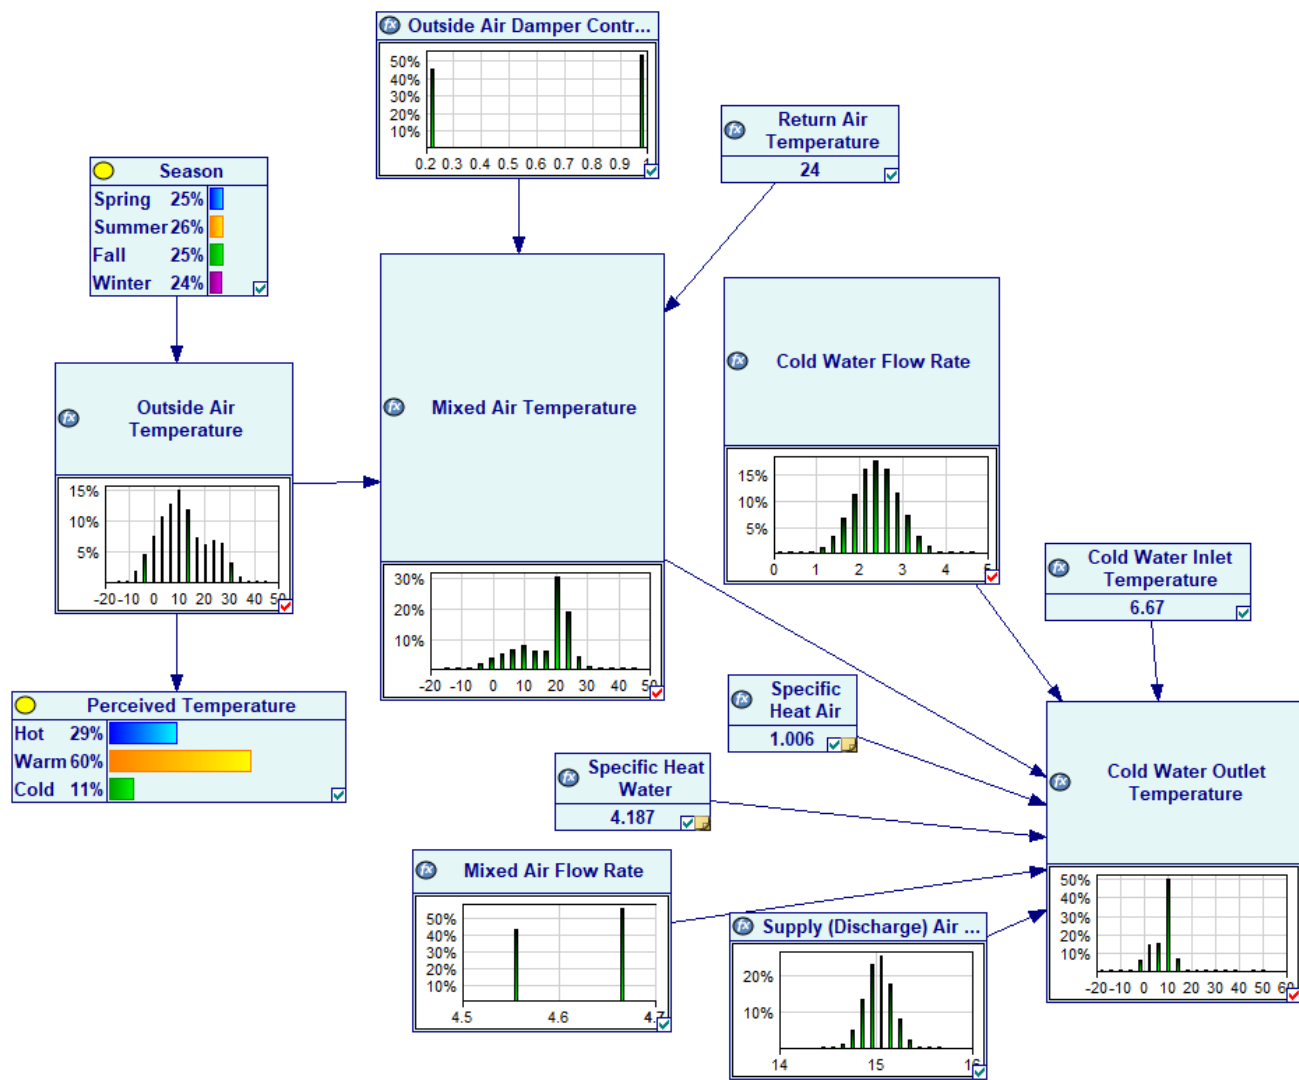 Outside Air Damper Contr...
50%
40%
30%
20%
10%
0.2 0.3 0.4 0.5 0.6 0.7 0.8 0.9 1
Return Air
Temperature
24
Season
Spring 25%
Summer 26%
Fall 25%
Winter 24%
Mixed Air Temperature
30%
20%
10%
-20 -10 0 10 20 30 40 50
Cold Water Flow Rate
15%
10%
5%
0 1 2 3 4 5
Outside Air
Temperature
15%
10%
5%
-20 -10 0 10 20 30 40 50
Cold Water Inlet
Temperature
6.67
Perceived Temperature
Hot 29%
Warm 60%
Cold 11%
Specific
Heat Air
1.006
Specific Heat
Water
4.187
Cold Water Outlet
Temperature
50%
40%
30%
20%
10%
-20 -10 0 10 20 30 40 50 60
Mixed Air Flow Rate
50%
40%
30%
20%
10%
4.5 4.6 4.7
Supply (Discharge) Air ...
20%
10%
14 15 16